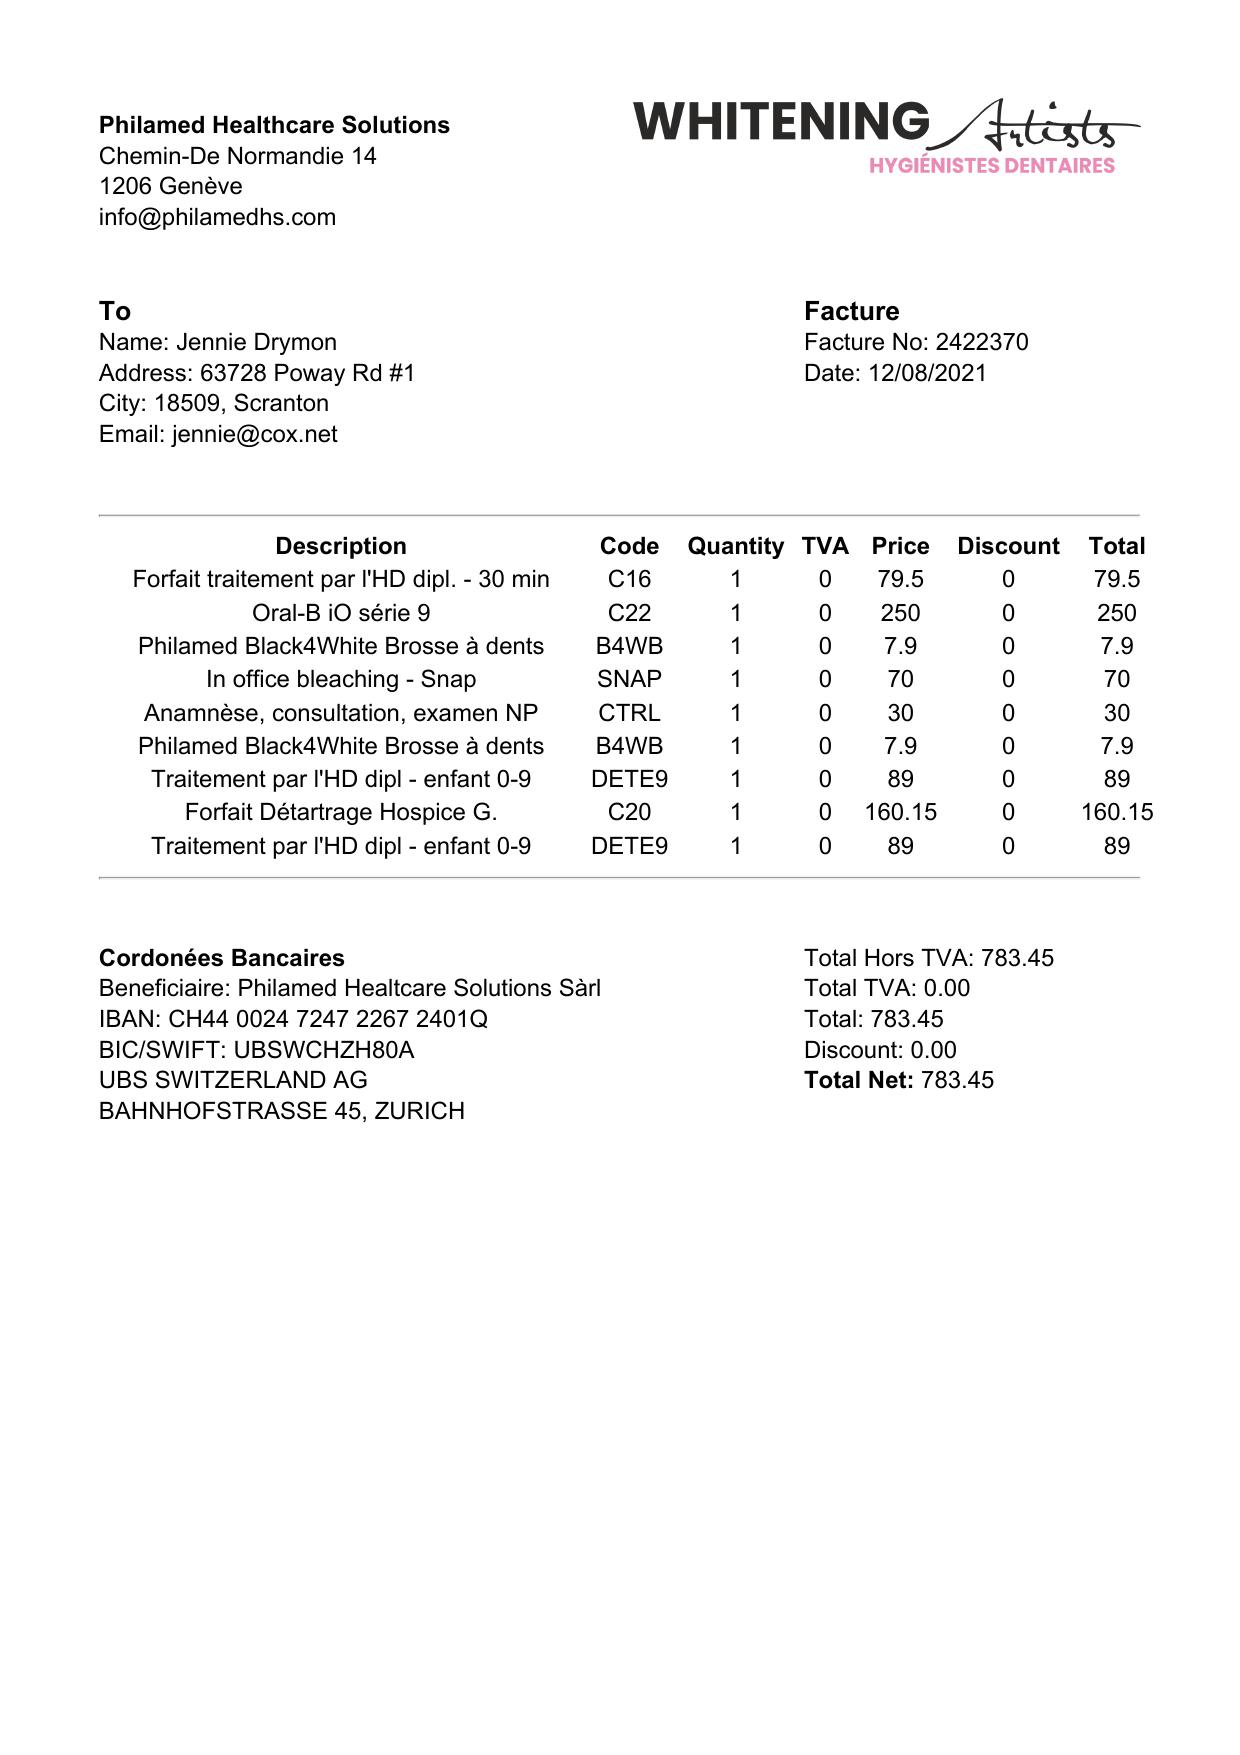 Philamed Healthcare Solutions
Chemin-De Normandie 14
1206 Genève
info@philamedhs.com
WHITENING Artists
HYGIÉNISTES DENTAIRES
To
Name: Jennie Drymon
Address: 63728 Poway Rd #1
City: 18509, Scranton
Email: jennie@cox.net
Facture
Facture No: 2422370
Date: 12/08/2021
Description Code Quantity TVA Price Discount Total
Forfait traitement par l'HD dipl. - 30 min C16 1 0 79.5 0 79.5
Oral-B iO série 9 C22 1 0 250 0 250
Philamed Black4White Brosse à dents B4WB 1 0 7.9 0 7.9
In office bleaching - Snap SNAP 1 0 70 0 70
Anamnèse, consultation, examen NP CTRL 1 0 30 0 30
Philamed Black4White Brosse à dents B4WB 1 0 7.9 0 7.9
Traitement par l'HD dipl - enfant 0-9 DETE9 1 0 89 0 89
Forfait Détartrage Hospice G. C20 1 0 160.15 0 160.15
Traitement par l'HD dipl - enfant 0-9 DETE9 1 0 89 0 89
Cordonées Bancaires
Beneficiaire: Philamed Healtcare Solutions Sàrl
IBAN: CH44 0024 7247 2267 2401Q
BIC/SWIFT: UBSWCHZH80A
UBS SWITZERLAND AG
BAHNHOFSTRASSE 45, ZURICH
Total Hors TVA: 783.45
Total TVA: 0.00
Total: 783.45
Discount: 0.00
Total Net: 783.45